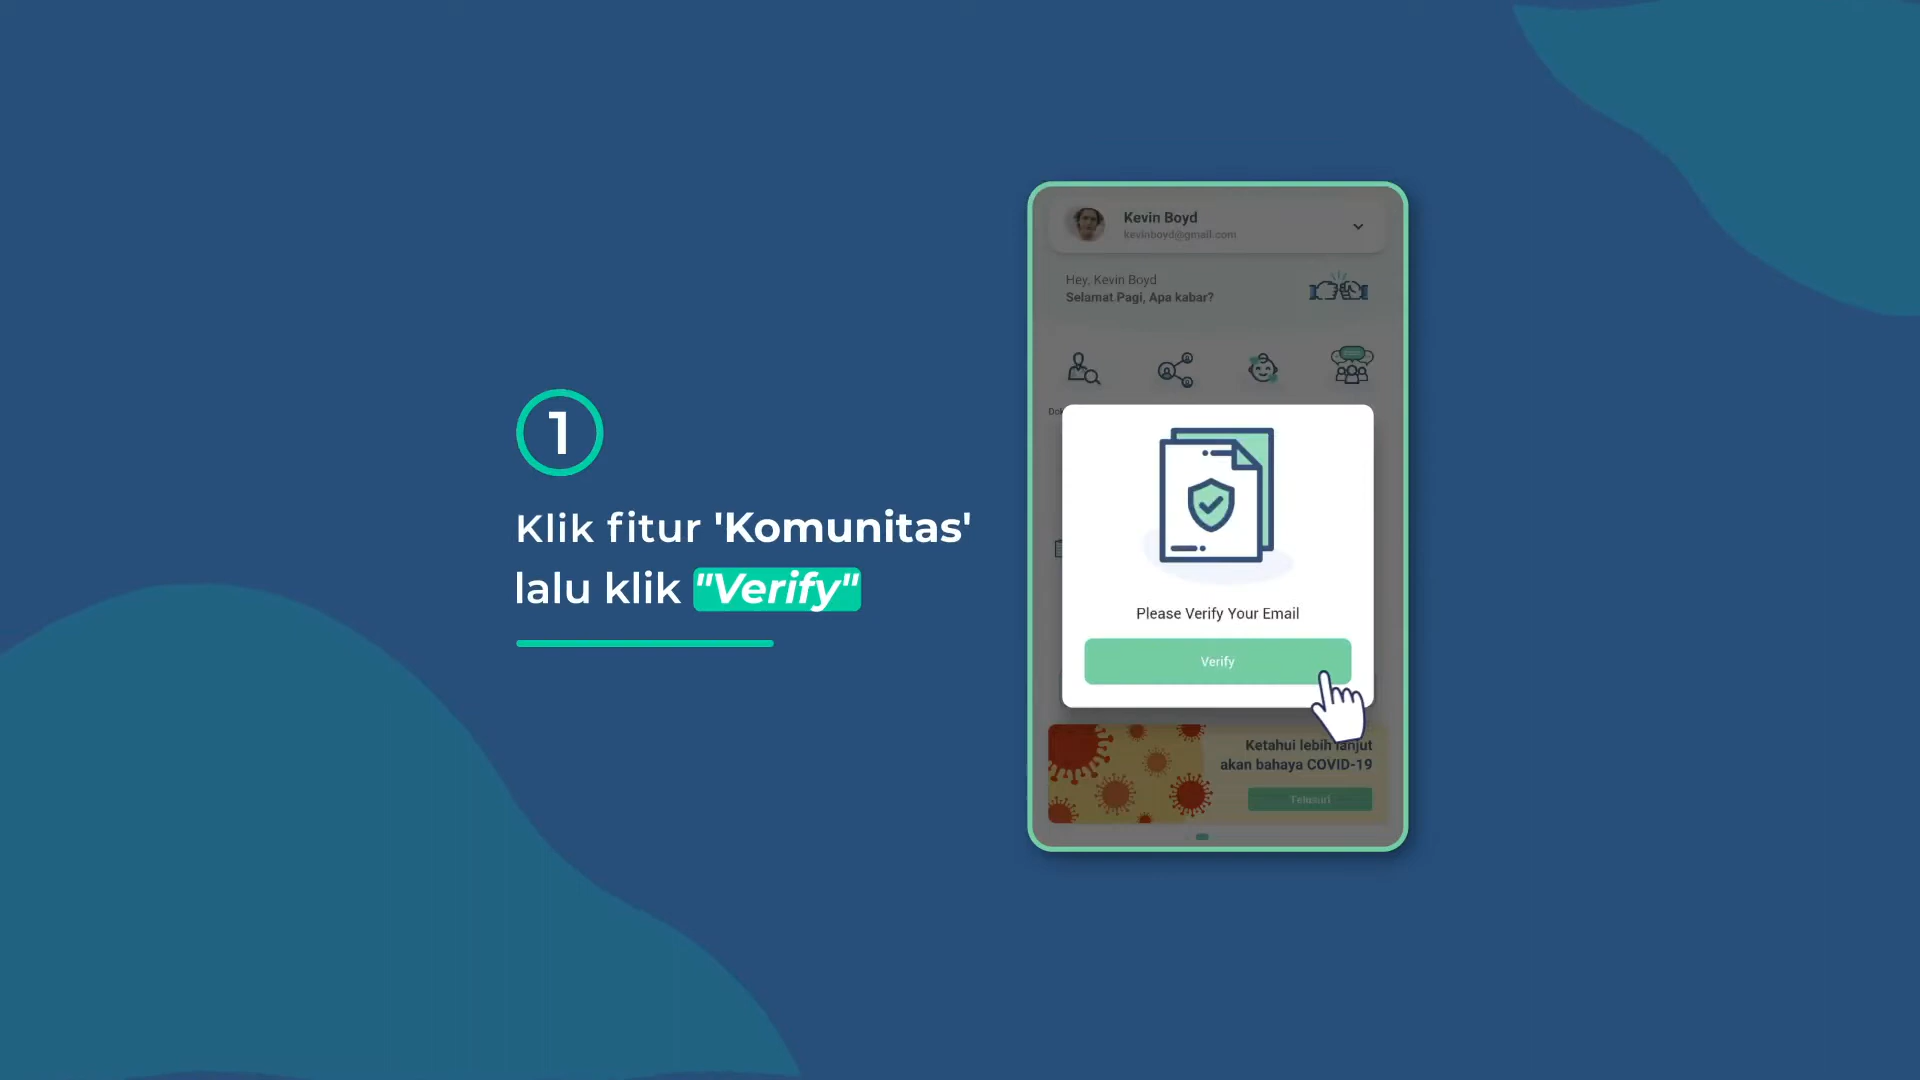 1
Klik fitur 'Komunitas'
lalu klik "Verify"
Kevin Boyd
kevinboyd@gmail.com
Hey, Kevin Boyd
Selamat Pagi, Apa kabar?
Please Verify Your Email
Verify
Ketahui lebih lanjut
akan bahaya COVID-19
Telusuri